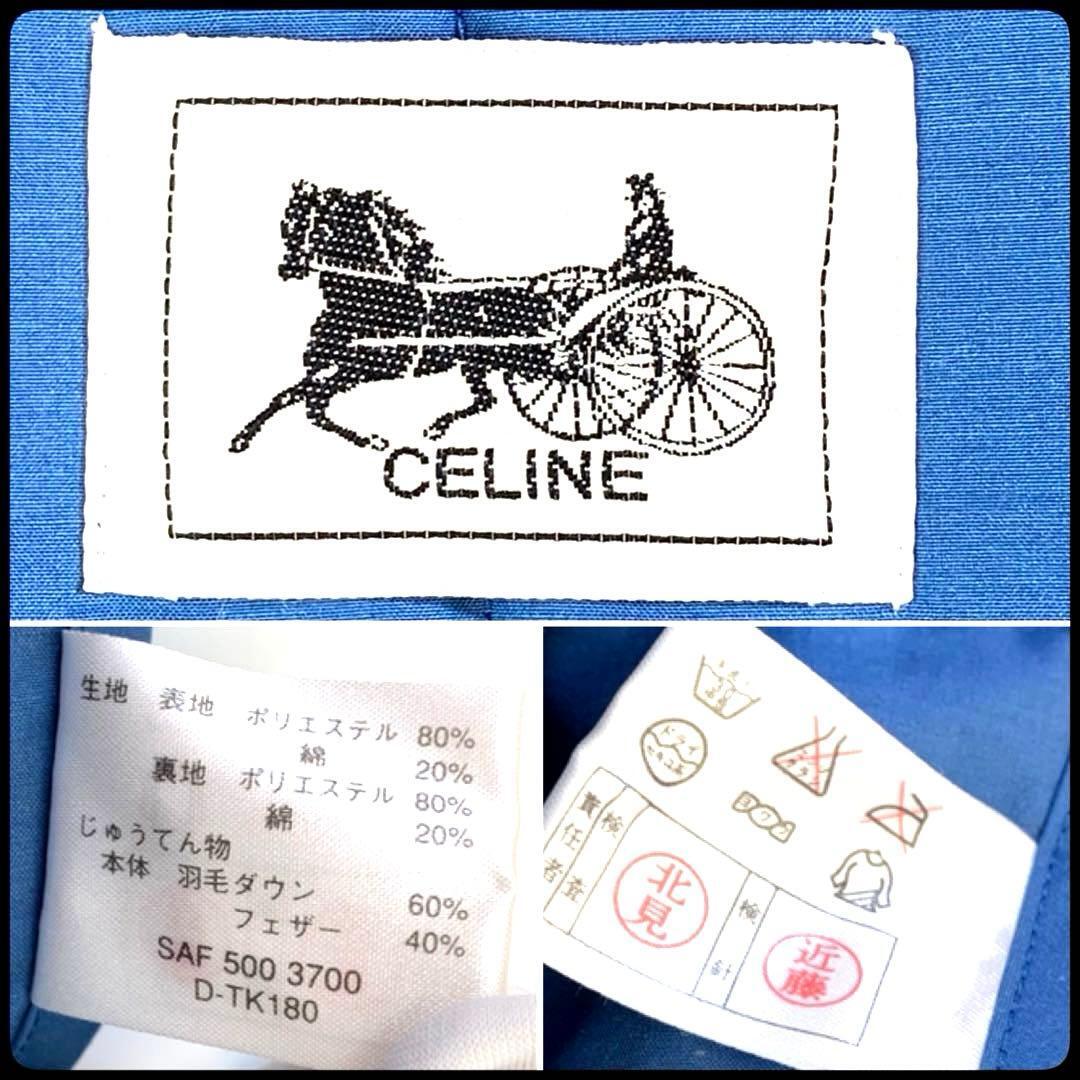 CELINE
生地 表地 ポリエステル 80%
綿 20%
裏地 ポリエステル 80%
綿 20%
じゅうてん物
本体 羽毛ダウン 60%
フェザー 40%
SAF 500 3700
D-TK180
ドライ
検査
責任者
北見
検針
近藤